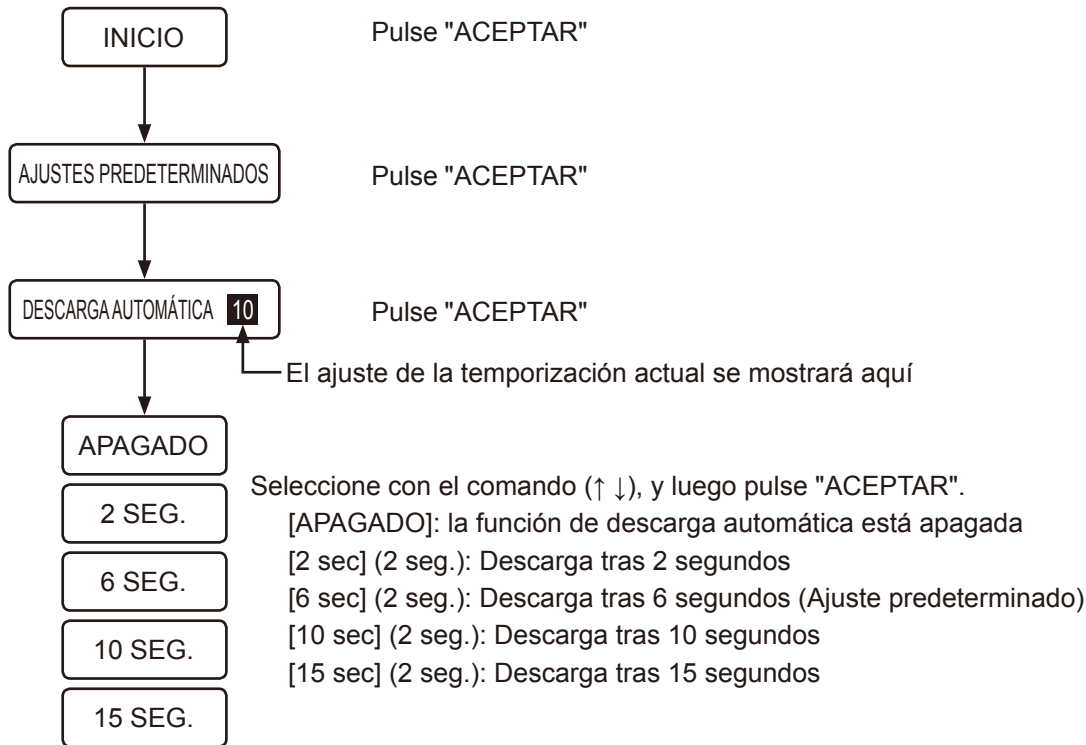 INICIO
Pulse "ACEPTAR"
AJUSTES PREDETERMINADOS
Pulse "ACEPTAR"
DESCARGA AUTOMÁTICA 10
Pulse "ACEPTAR"
El ajuste de la temporización actual se mostrará aquí
APAGADO
2 SEG.
6 SEG.
10 SEG.
15 SEG.
Seleccione con el comando (↑ ↓), y luego pulse "ACEPTAR".
[APAGADO]: la función de descarga automática está apagada
[2 sec] (2 seg.): Descarga tras 2 segundos
[6 sec] (2 seg.): Descarga tras 6 segundos (Ajuste predeterminado)
[10 sec] (2 seg.): Descarga tras 10 segundos
[15 sec] (2 seg.): Descarga tras 15 segundos